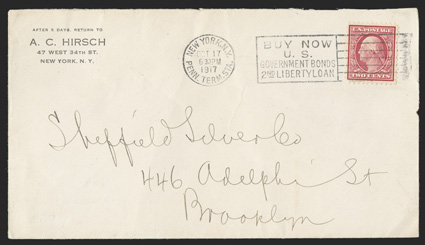 AFTER 5 DAYS, RETURN TO
A. C. HIRSCH
47 WEST 34TH ST.
NEW YORK, N. Y.
NEW YORK, N.Y.
OCT 17
6 30 PM
1917
PENN. TERM. STA.
BUY NOW
U.S.
GOVERNMENT BONDS
2ND LIBERTY LOAN
U.S. POSTAGE
TWO CENTS
Sheffield Silver Co
446 Adelphi St
Brooklyn